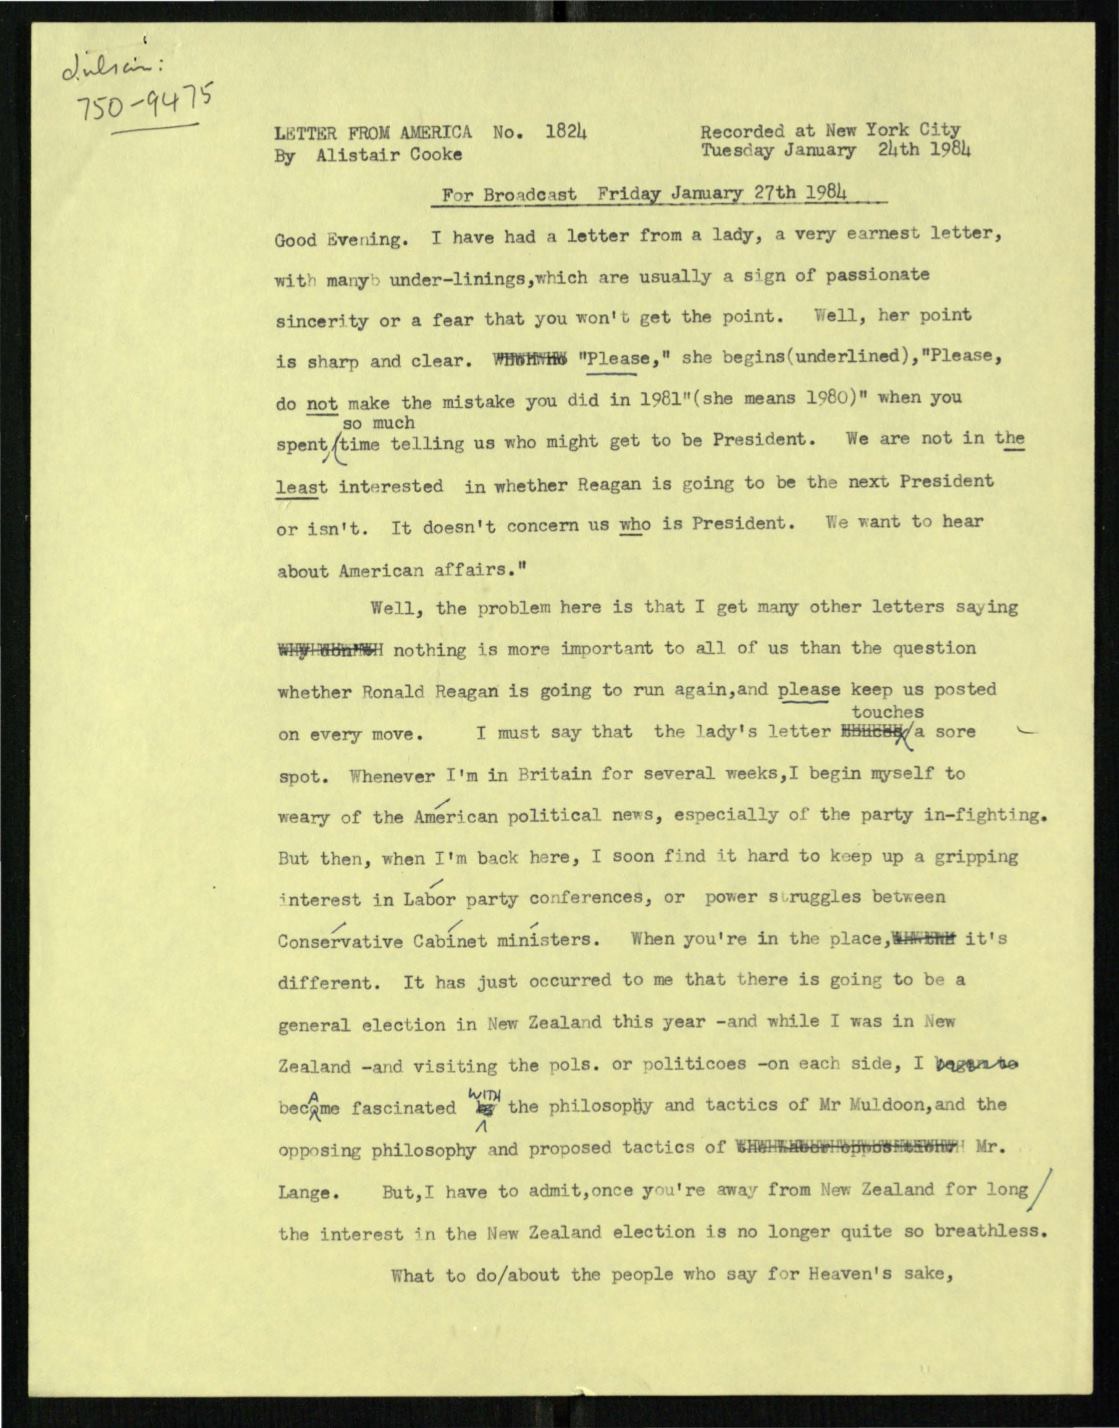 750-9475
LETTER FROM AMERICA No. 1824
Recorded at New York City
By Alistair Cooke
Tuesday January 24th 1984
For Broadcast Friday January 27th 1984
Good Evening. I have had a letter from a lady, a very earnest letter,
with manyb under-linings,which are usually a sign of passionate
sincerity or a fear that you won't get the point. Well, her point
is sharp and clear. "Please," she begins(underlined),"Please,
do not make the mistake you did in 1981"(she means 1980)" when you
so much
spent/time telling us who might get to be President. We are not in the
least interested in whether Reagan is going to be the next President
or isn't. It doesn't concern us who is President. We want to hear
about American affairs."
Well, the problem here is that I get many other letters saying
nothing is more important to all of us than the question
whether Ronald Reagan is going to run again,and please keep us posted
touches
on every move. I must say that the lady's letter /a sore
spot. Whenever I'm in Britain for several weeks,I begin myself to
weary of the American political news, especially of the party in-fighting.
But then, when I'm back here, I soon find it hard to keep up a gripping
interest in Labor party conferences, or power struggles between
Conservative Cabinet ministers. When you're in the place, it's
different. It has just occurred to me that there is going to be a
general election in New Zealand this year -and while I was in New
Zealand -and visiting the pols. or politicoes -on each side, I began to
A WITH
become fascinated by the philosophy and tactics of Mr Muldoon,and the
opposing philosophy and proposed tactics of Mr.
Lange. But,I have to admit,once you're away from New Zealand for long/
the interest in the New Zealand election is no longer quite so breathless.
What to do/about the people who say for Heaven's sake,